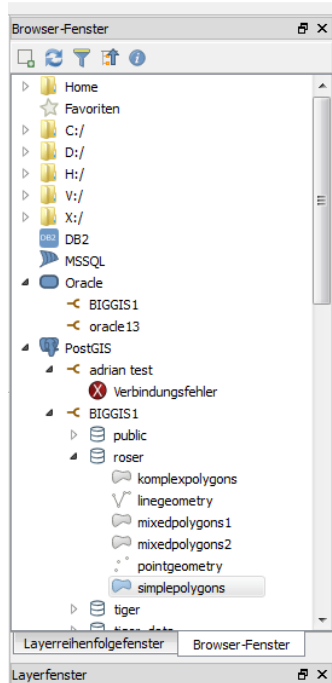 Browser-Fenster
Home
Favoriten
C:/
D:/
H:/
V:/
X:/
DB2 DB2
MSSQL
Oracle
BIGGIS1
oracle13
PostGIS
adrian test
Verbindungsfehler
BIGGIS1
public
roser
komplexpolygons
linegeometry
mixedpolygons1
mixedpolygons2
pointgeometry
simplepolygons
tiger
tiger_data
Layerreihenfolgefenster Browser-Fenster
Layerfenster